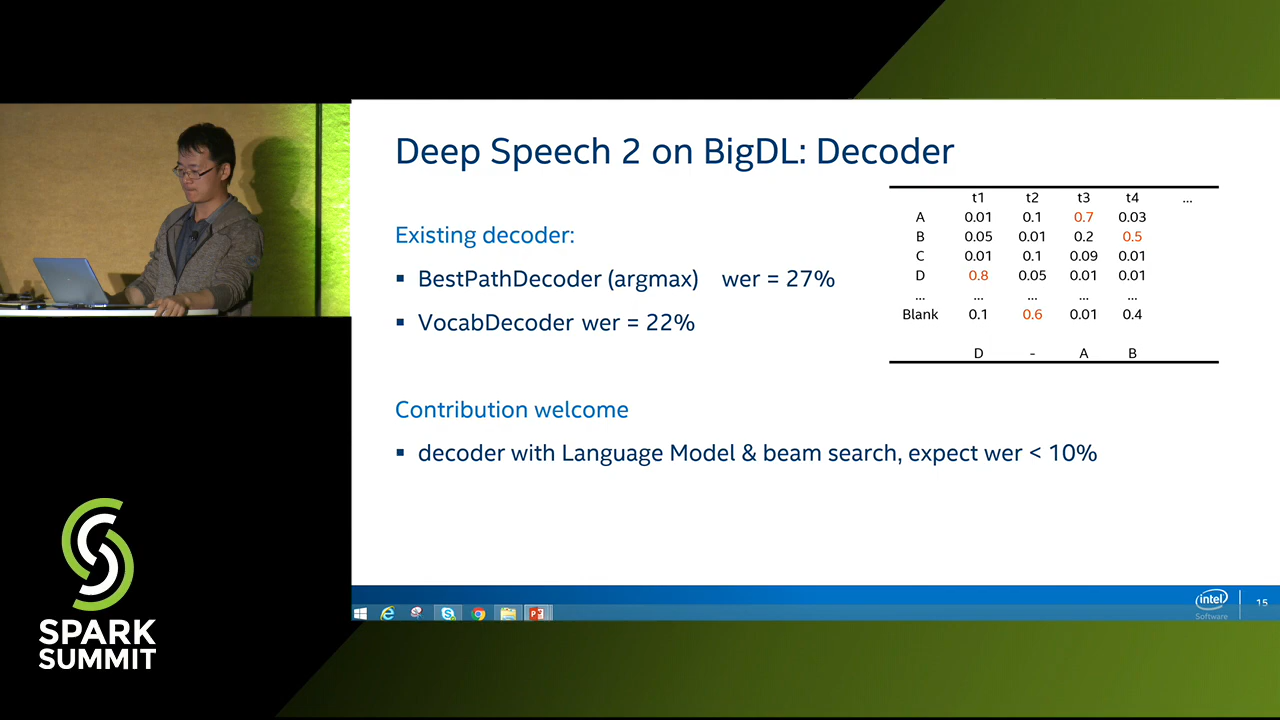 Deep Speech 2 on BigDL: Decoder
Existing decoder:
▪ BestPathDecoder (argmax) wer = 27%
▪ VocabDecoder wer = 22%
t1 t2 t3 t4 ...
A 0.01 0.1 0.7 0.03
B 0.05 0.01 0.2 0.5
C 0.01 0.1 0.09 0.01
D 0.8 0.05 0.01 0.01
... ... ... ... ...
Blank 0.1 0.6 0.01 0.4
D - A B
Contribution welcome
▪ decoder with Language Model & beam search, expect wer < 10%
SPARK
SUMMIT
intel
Software
15